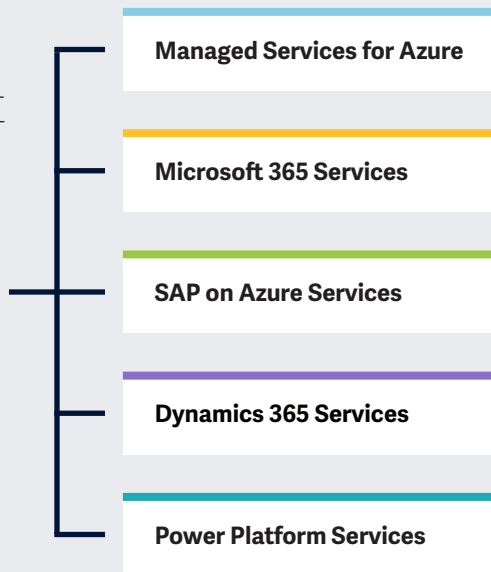 Managed Services for Azure
Microsoft 365 Services
SAP on Azure Services
Dynamics 365 Services
Power Platform Services